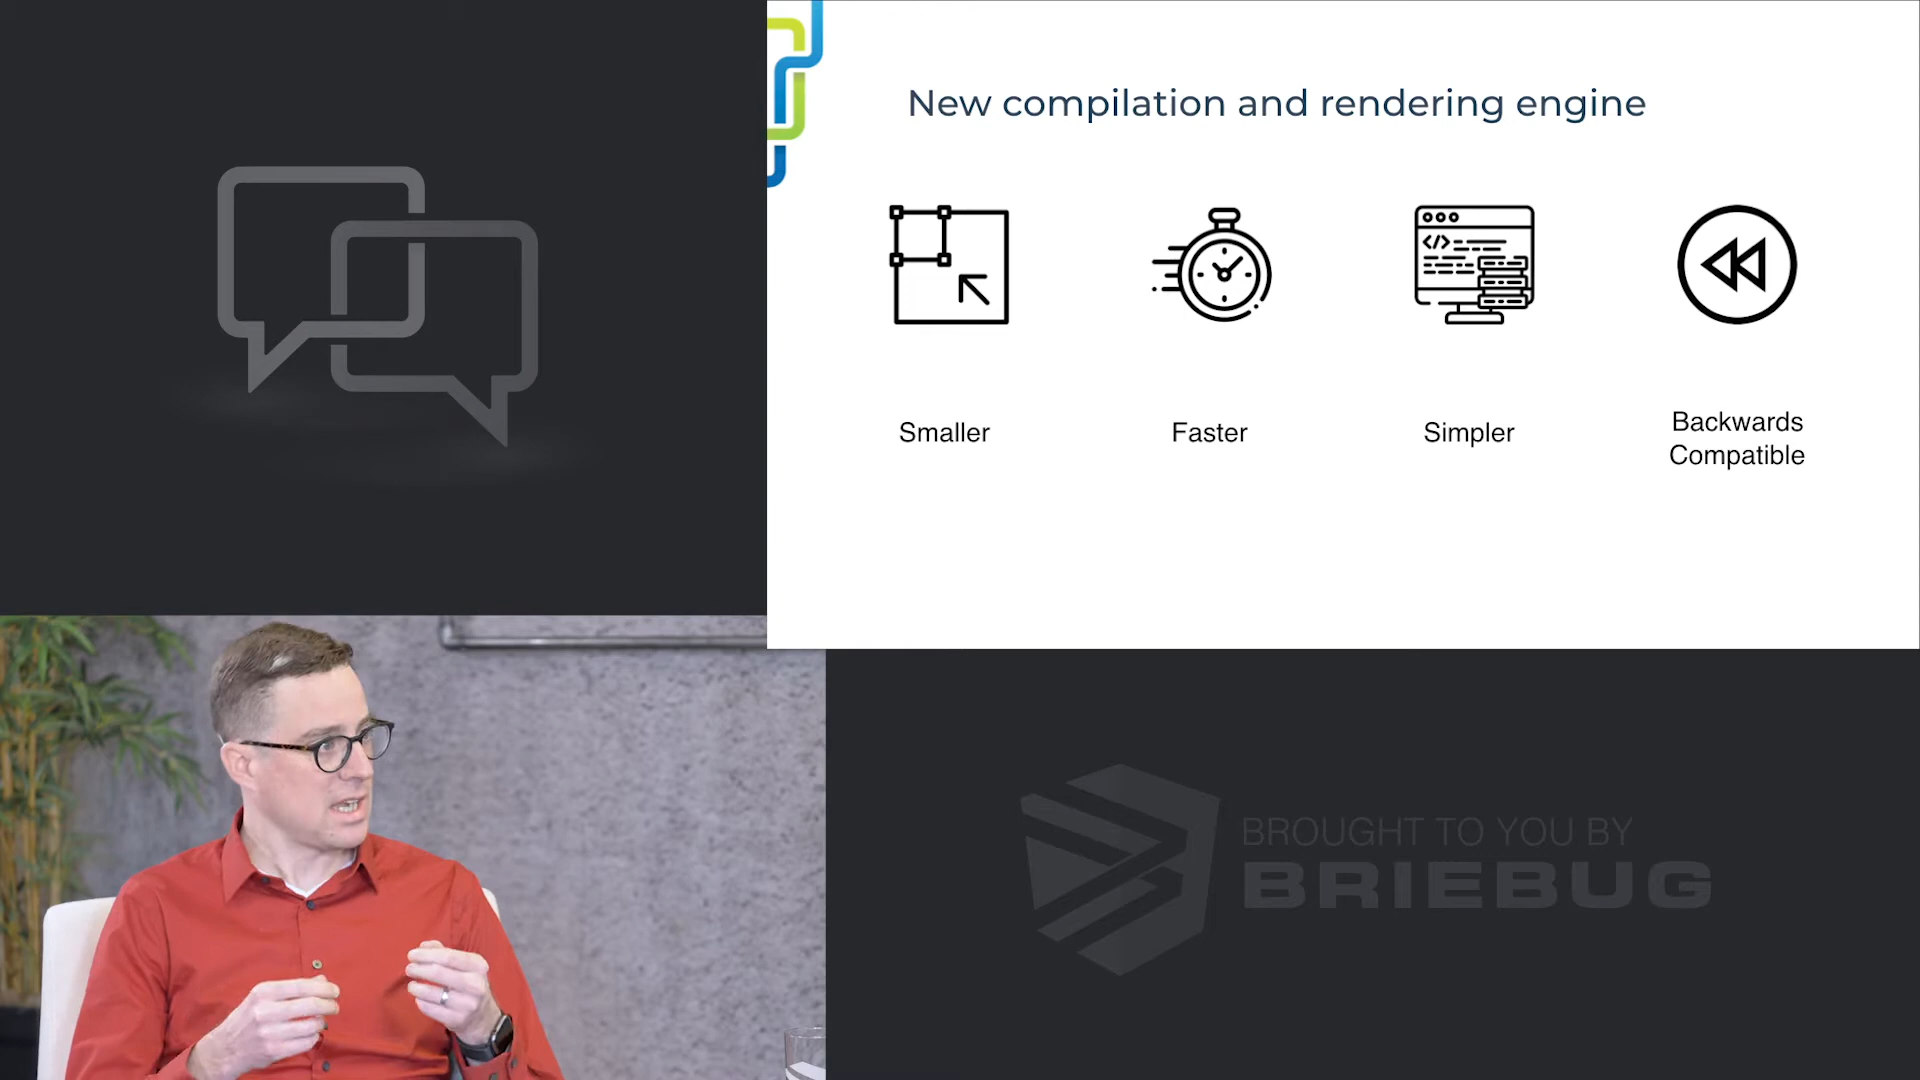 New compilation and rendering engine
Smaller
Faster
Simpler
Backwards
Compatible
BROUGHT TO YOU BY
BRIEBUG